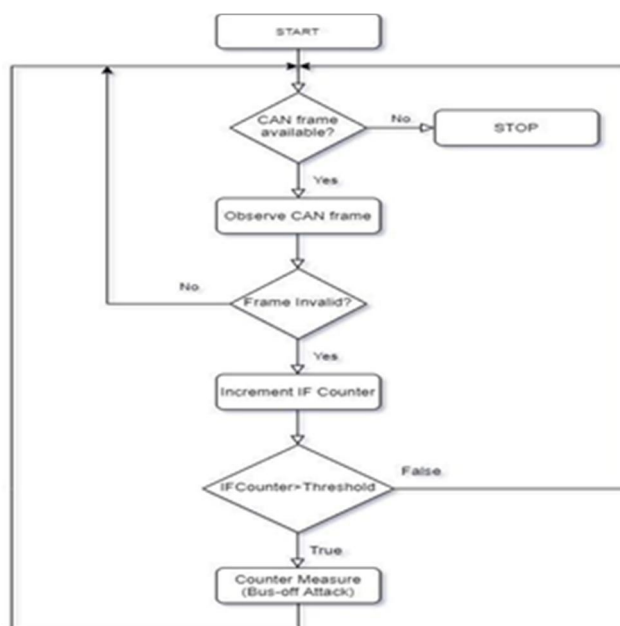 START
CAN frame
available?
No
STOP
Yes.
Observe CAN frame
No.
Frame Invalid?
Yes.
Increment IF Counter
IFCounter>Threshold
False.
True.
Counter Measure
(Bus-off Attack)